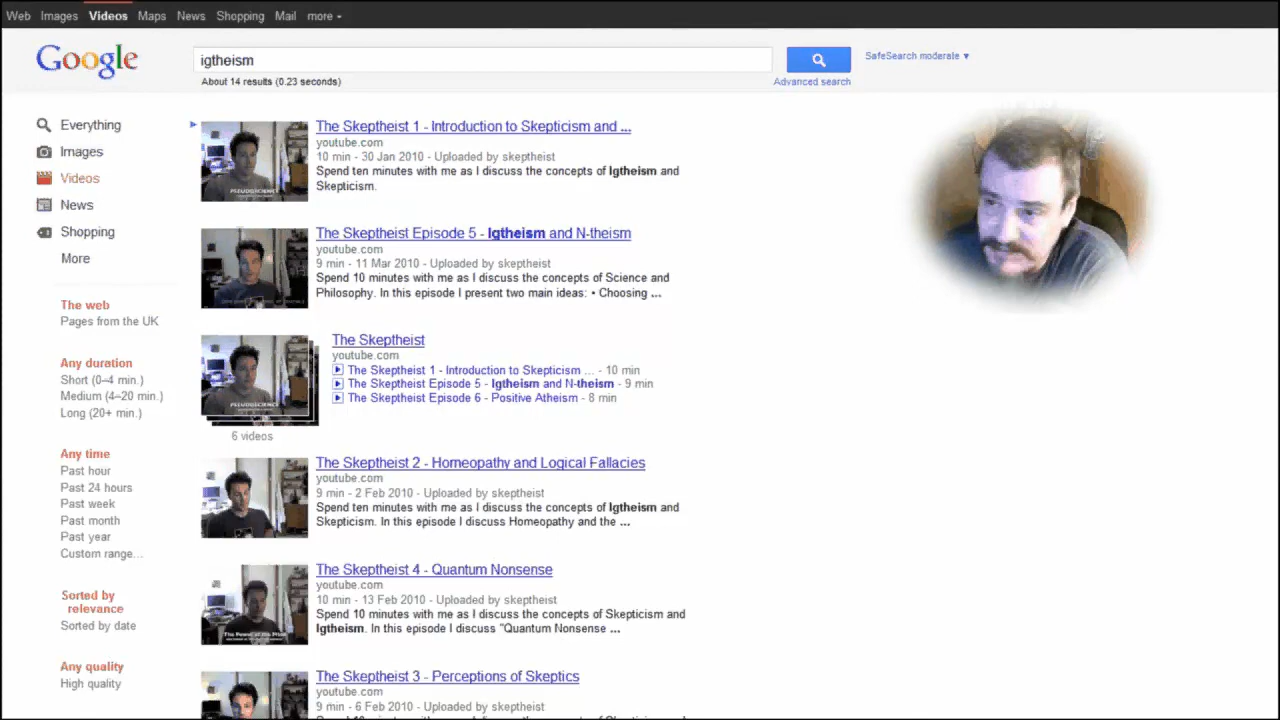 Web Images Videos Maps News Shopping Mail more
Google
igtheism
SafeSearch moderate
About 14 results (0.23 seconds)
Advanced search
Everything
Images
Videos
News
Shopping
More
The web
Pages from the UK
Any duration
Short (0–4 min.)
Medium (4–20 min.)
Long (20+ min.)
Any time
Past hour
Past 24 hours
Past week
Past month
Past year
Custom range...
Sorted by
relevance
Sorted by date
Any quality
High quality
The Skeptheist 1 - Introduction to Skepticism and ...
youtube.com
10 min - 30 Jan 2010 - Uploaded by skeptheist
Spend ten minutes with me as I discuss the concepts of Igtheism and
Skepticism.
PSEUDOSCIENCE
The Skeptheist Episode 5 - Igtheism and N-theism
youtube.com
9 min - 11 Mar 2010 - Uploaded by skeptheist
Spend 10 minutes with me as I discuss the concepts of Science and
Philosophy. In this episode I present two main ideas: • Choosing ...
The Skeptheist
youtube.com
The Skeptheist 1 - Introduction to Skepticism ... - 10 min
The Skeptheist Episode 5 - Igtheism and N-theism - 9 min
The Skeptheist Episode 6 - Positive Atheism - 8 min
PSEUDOSCIENCE
6 videos
The Skeptheist 2 - Homeopathy and Logical Fallacies
youtube.com
9 min - 2 Feb 2010 - Uploaded by skeptheist
Spend ten minutes with me as I discuss the concepts of Igtheism and
Skepticism. In this episode I discuss Homeopathy and the ...
The Skeptheist 4 - Quantum Nonsense
youtube.com
10 min - 13 Feb 2010 - Uploaded by skeptheist
Spend 10 minutes with me as I discuss the concepts of Skepticism and
Igtheism. In this episode I discuss "Quantum Nonsense ...
The Power of the Mind
The Skeptheist 3 - Perceptions of Skeptics
youtube.com
9 min - 6 Feb 2010 - Uploaded by skeptheist